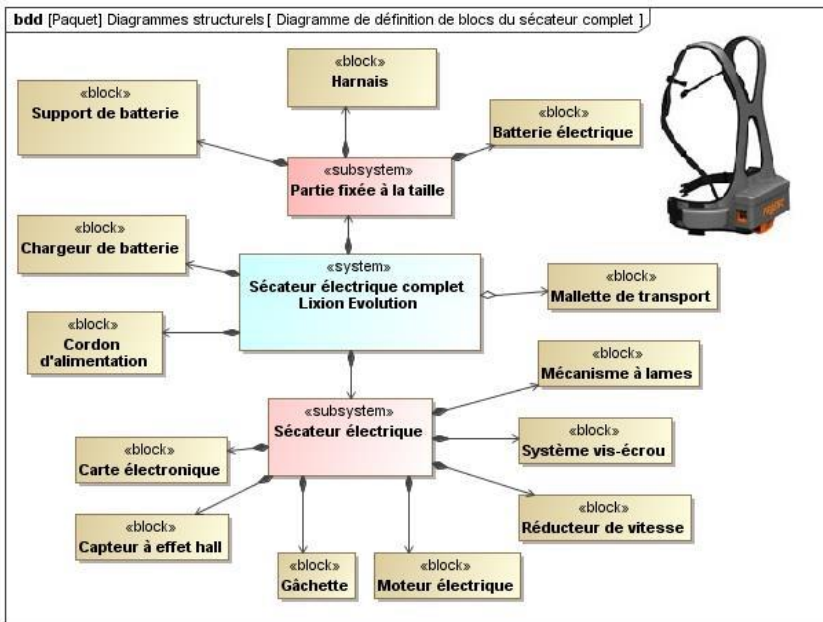 bdd [Paquet] Diagrammes structurels [ Diagramme de définition de blocs du sécateur complet ]
«block»
Harnais
«block»
Support de batterie
«block»
Batterie électrique
«subsystem»
Partie fixée à la taille
«block»
Chargeur de batterie
«system»
Sécateur électrique complet
Lixion Evolution
«block»
Mallette de transport
«block»
Cordon
d'alimentation
«block»
Mécanisme à lames
«subsystem»
Sécateur électrique
«block»
Système vis-écrou
«block»
Carte électronique
«block»
Réducteur de vitesse
«block»
Capteur à effet hall
«block»
Gâchette
«block»
Moteur électrique